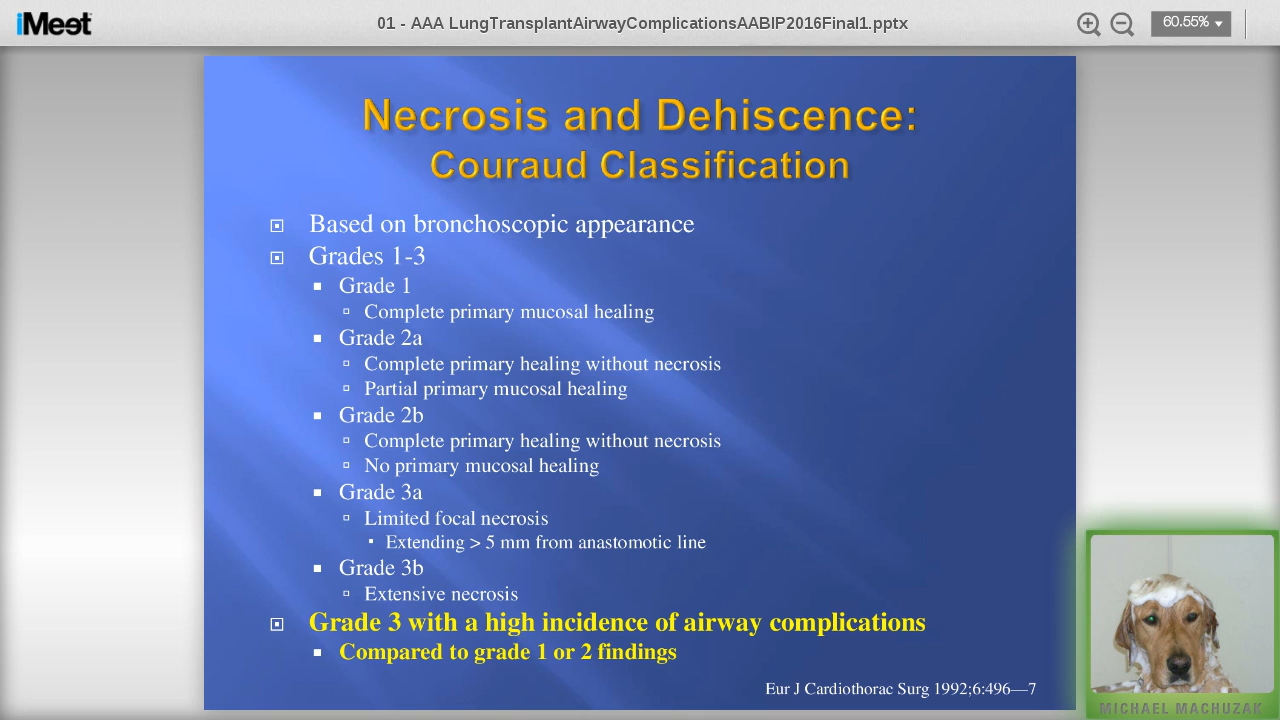 iMeet
01 - AAA LungTransplantAirwayComplicationsAABIP2016Final1.pptx
60.55%
Necrosis and Dehiscence:
Couraud Classification
Based on bronchoscopic appearance
Grades 1-3
Grade 1
Complete primary mucosal healing
Grade 2a
Complete primary healing without necrosis
Partial primary mucosal healing
Grade 2b
Complete primary healing without necrosis
No primary mucosal healing
Grade 3a
Limited focal necrosis
Extending > 5 mm from anastomotic line
Grade 3b
Extensive necrosis
Grade 3 with a high incidence of airway complications
Compared to grade 1 or 2 findings
Eur J Cardiothorac Surg 1992;6:496—7
MICHAEL MACHUZAK